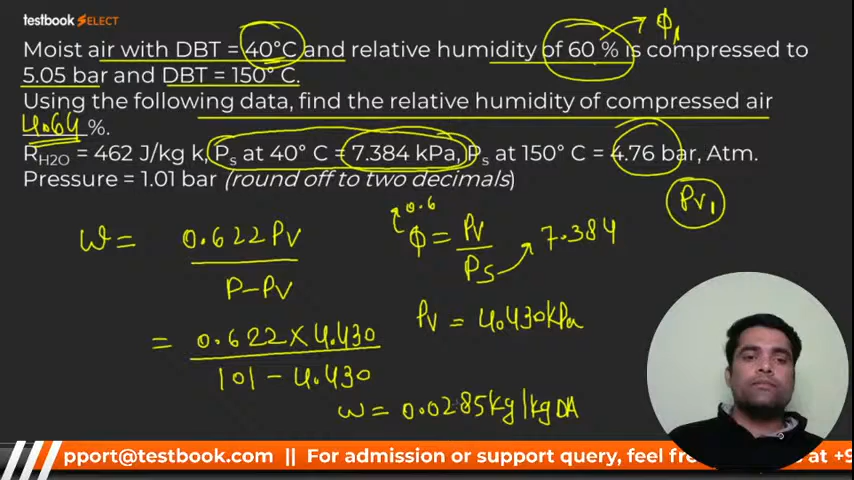 testbook SELECT
Moist air with DBT = 40°C and relative humidity of 60 % is compressed to
ϕ1
5.05 bar and DBT = 150° C.
Using the following data, find the relative humidity of compressed air
4.64 %.
R_H2O = 462 J/kg k, Ps at 40° C = 7.384 kPa, Ps at 150° C = 4.76 bar, Atm.
Pressure = 1.01 bar (round off to two decimals)
Pv1
ω = 0.622 Pv / P - Pv
0.6
ϕ = Pv / Ps → 7.384
= 0.622 × 4.430 / 101 - 4.430
Pv = 4.430 kPa
ω = 0.0285 kg/kg DA
pport@testbook.com || For admission or support query, feel fre at +9